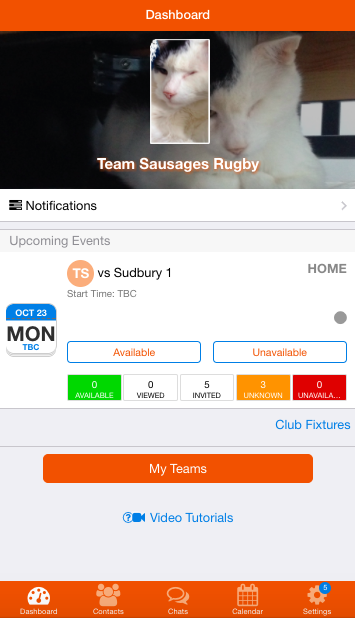 Dashboard
Team Sausages Rugby
Notifications
Upcoming Events
TS vs Sudbury 1
HOME
Start Time: TBC
OCT 23
MON
TBC
Available Unavailable
0 0 5 3 0
AVAILABLE VIEWED INVITED UNKNOWN UNAVAILA...
Club Fixtures
My Teams
Video Tutorials
5
Dashboard Contacts Chats Calendar Settings